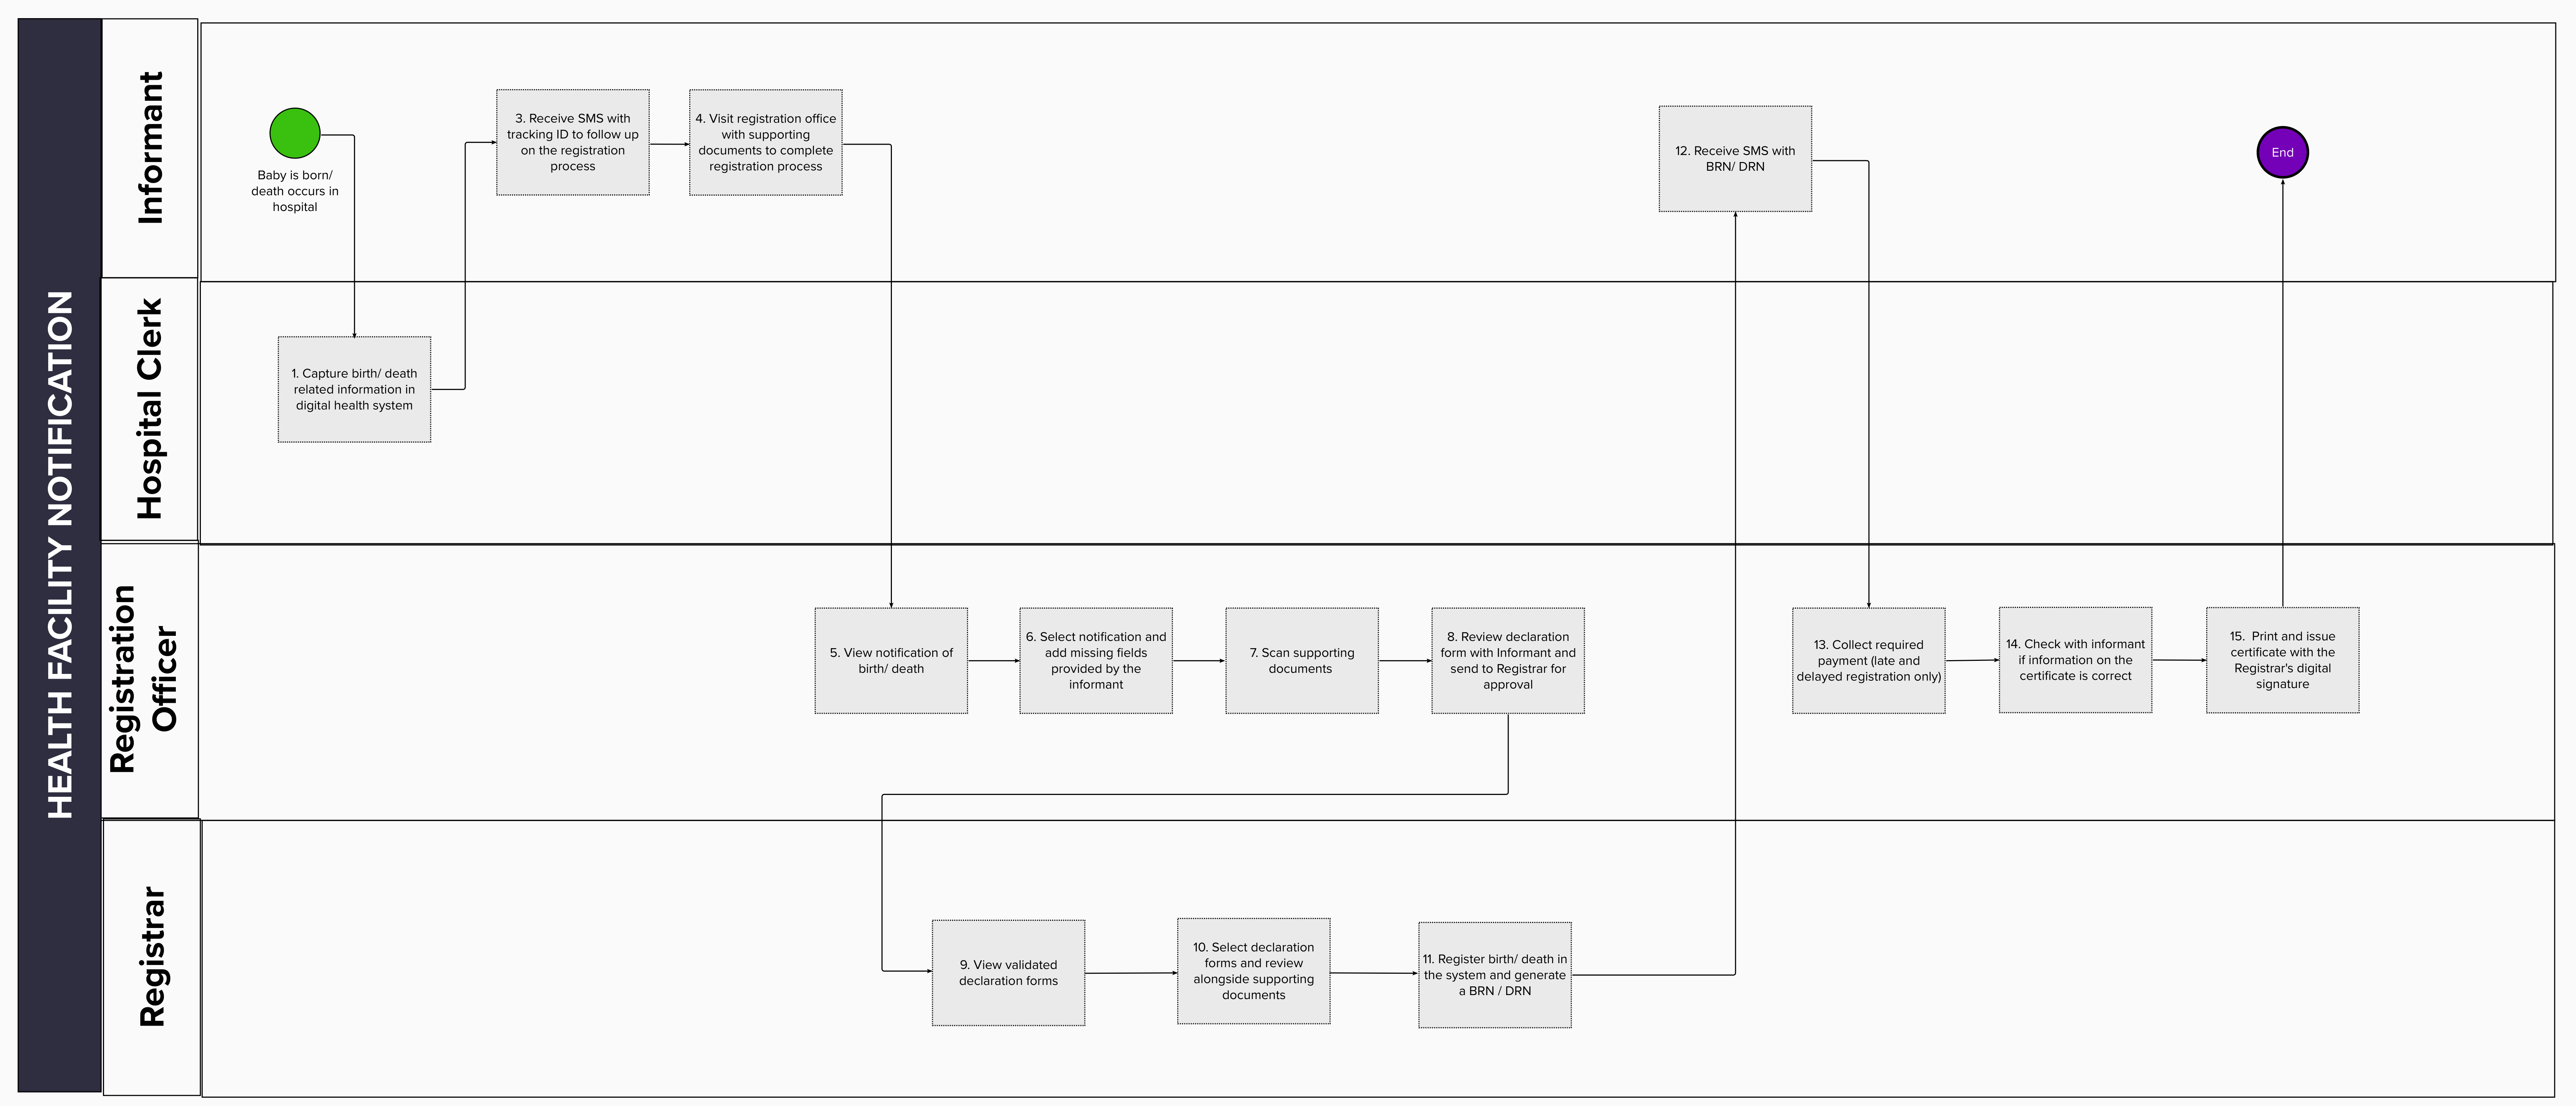 HEALTH FACILITY NOTIFICATION
Informant
Baby is born/
death occurs in
hospital
3. Receive SMS with
tracking ID to follow up
on the registration
process
4. Visit registration office
with supporting
documents to complete
registration process
12. Receive SMS with
BRN/ DRN
End
Hospital Clerk
1. Capture birth/ death
related information in
digital health system
Registration
Officer
5. View notification of
birth/ death
6. Select notification and
add missing fields
provided by the
informant
7. Scan supporting
documents
8. Review declaration
form with Informant and
send to Registrar for
approval
13. Collect required
payment (late and
delayed registration only)
14. Check with informant
if information on the
certificate is correct
15. Print and issue
certificate with the
Registrar's digital
signature
Registrar
9. View validated
declaration forms
10. Select declaration
forms and review
alongside supporting
documents
11. Register birth/ death in
the system and generate
a BRN / DRN